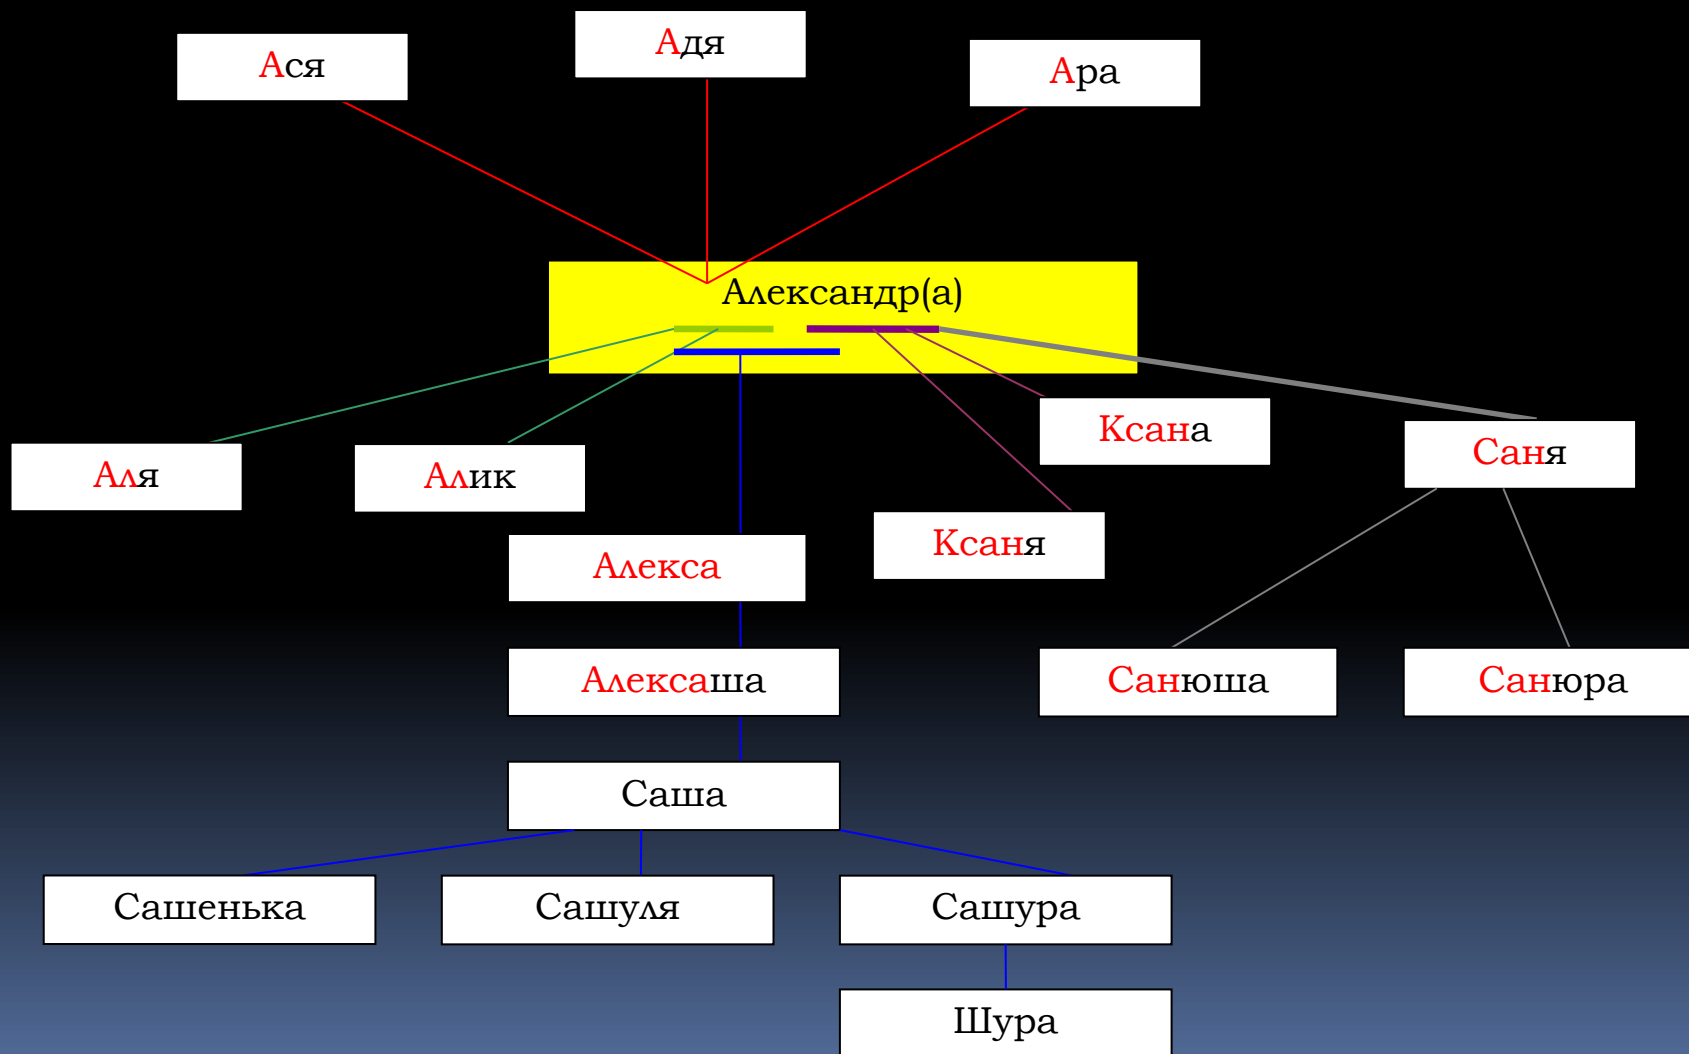 Ася
Адя
Ара
Александр(а)
Ксана
Саня
Аля
Алик
Ксаня
Алекса
Алексаша
Санюша
Санюра
Саша
Сашенька
Сашуля
Сашура
Шура